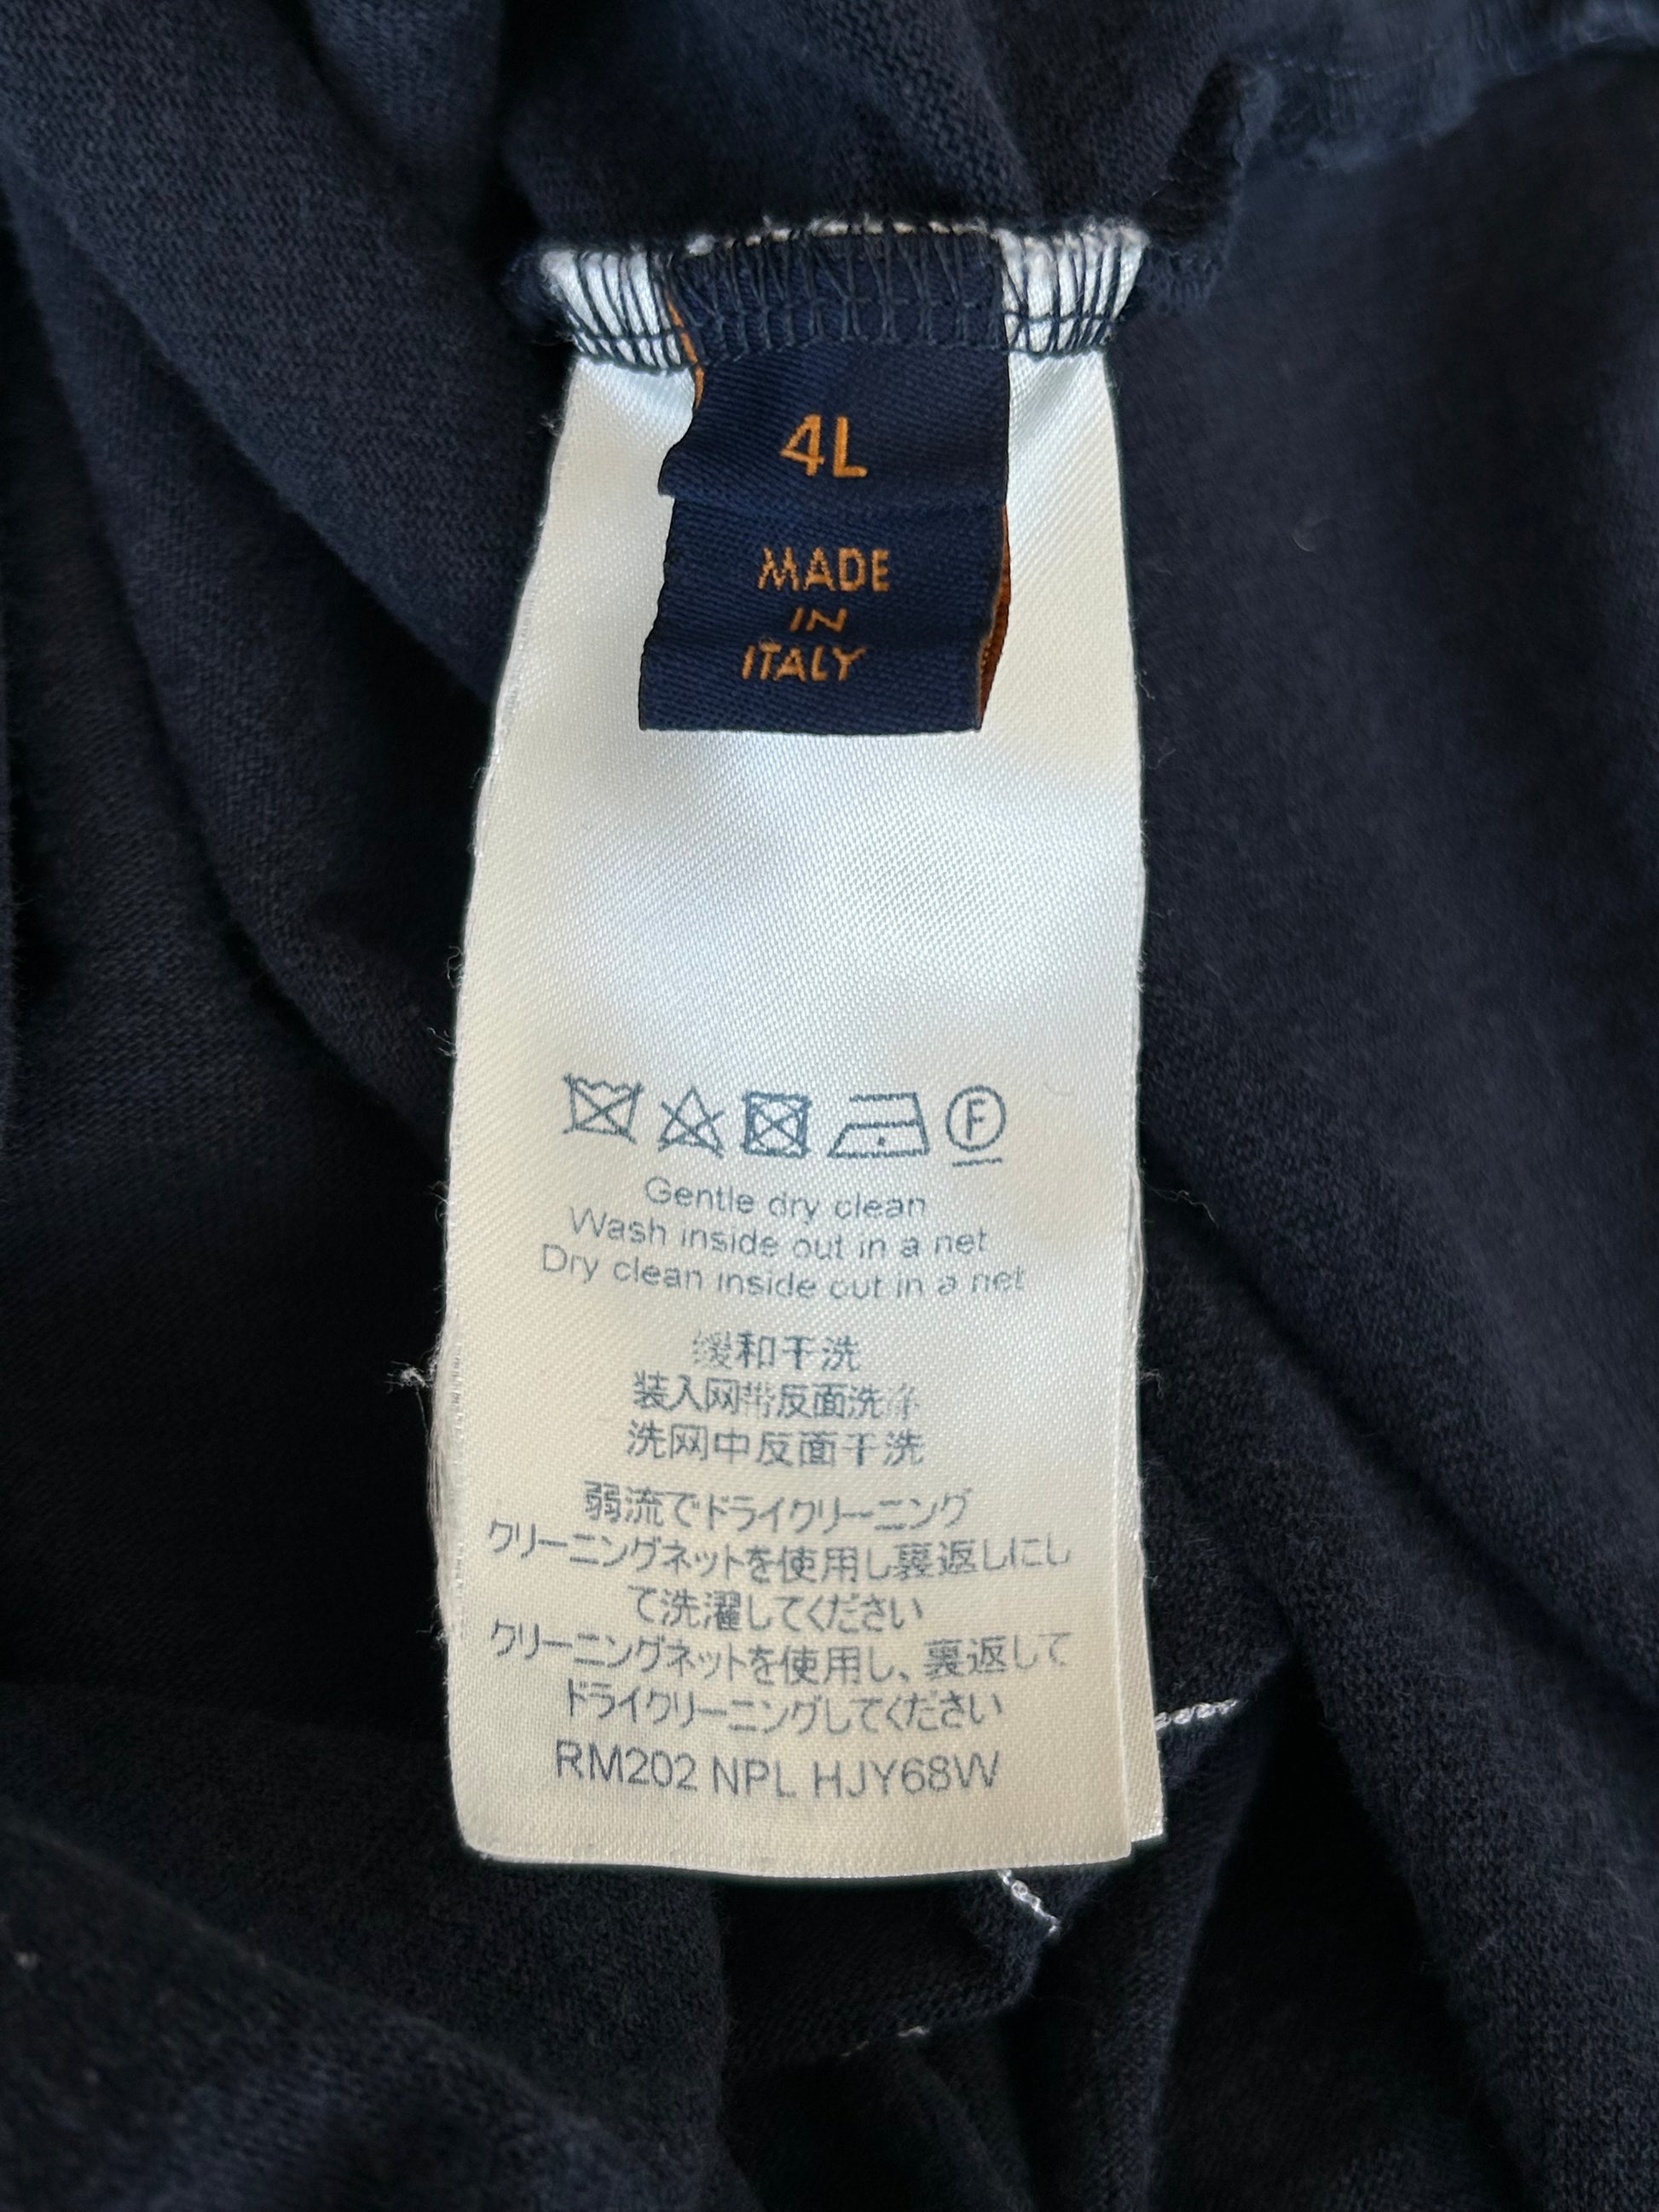 4L
MADE
IN
ITALY
F
Gentle dry clean
Wash inside out in a net
Dry clean inside out in a net
缓和干洗
装入网带反面洗净
洗网中反面干洗
弱流でドライクリーニング
クリーニングネットを使用し裏返しにし
て洗濯してください
クリーニングネットを使用し、裏返して
ドライクリーニングしてください
RM202 NPL HJY68W